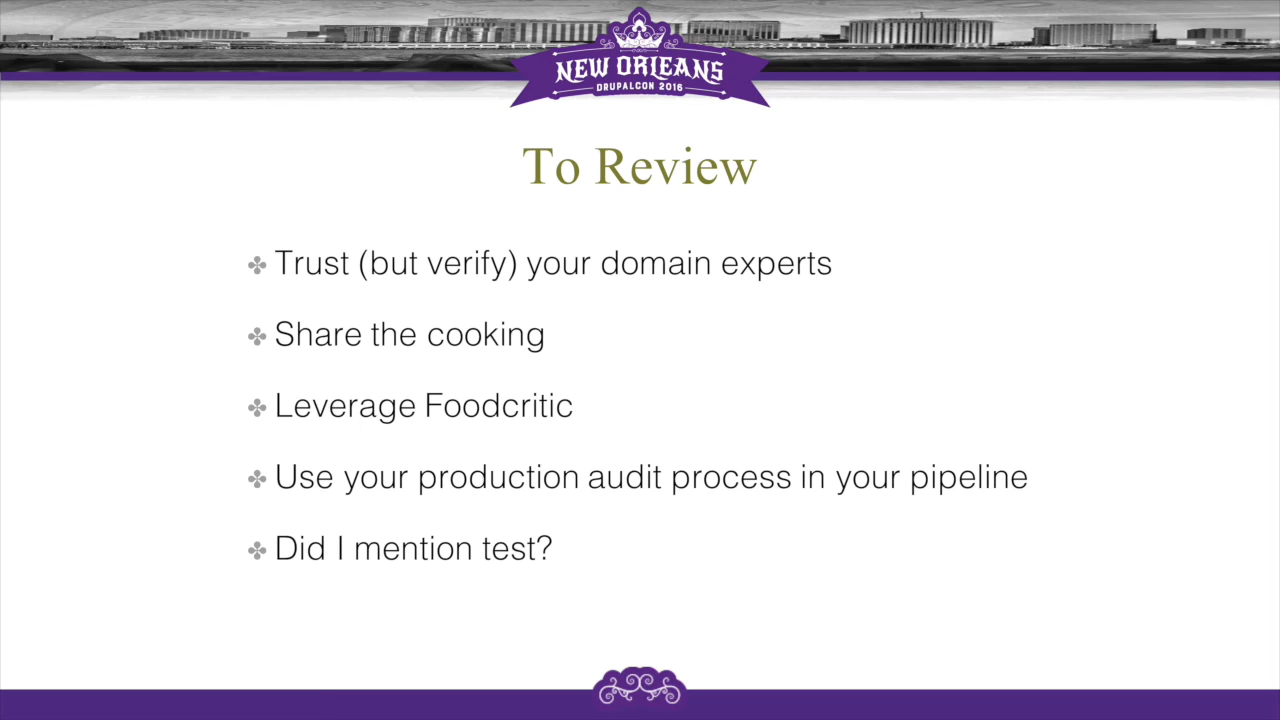 NEW ORLEANS
DRUPALCON 2016
To Review
Trust (but verify) your domain experts
Share the cooking
Leverage Foodcritic
Use your production audit process in your pipeline
Did I mention test?